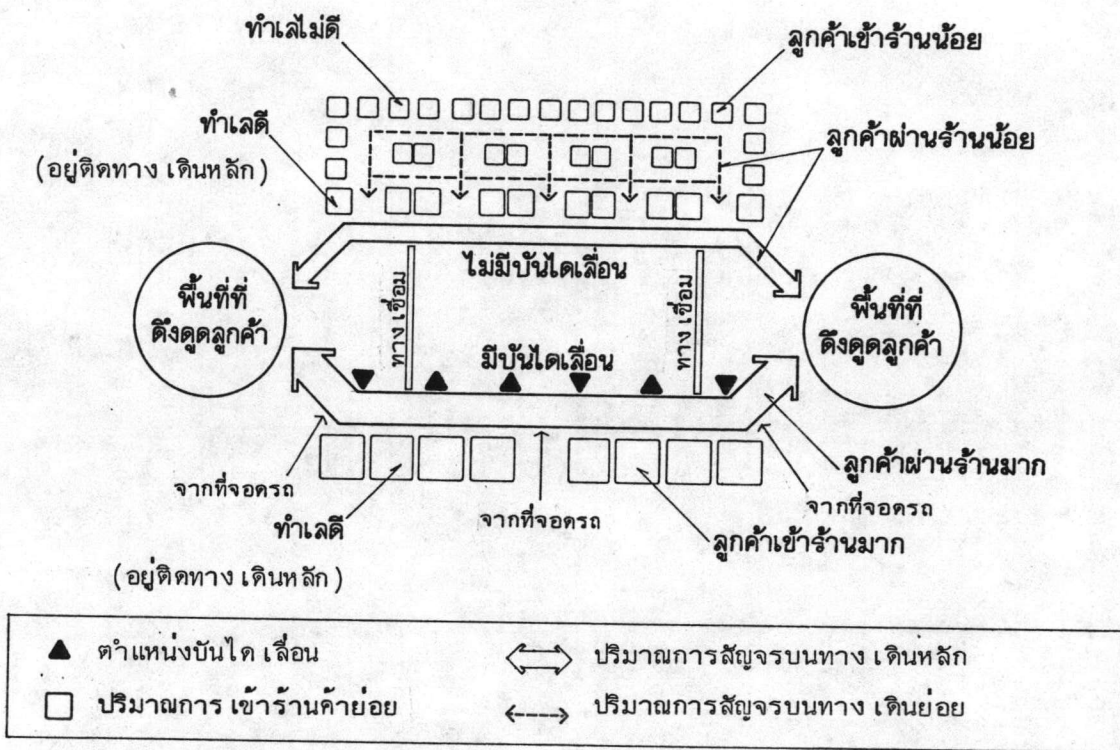 ทำเลไม่ดี
ลูกค้าเข้าร้านน้อย
ทำเลดี
ลูกค้าผ่านร้านน้อย
(อยู่ติดทางเดินหลัก)
ไม่มีบันไดเลื่อน
พื้นที่ที่
ดึงดูดลูกค้า
ทางเชื่อม
ทางเชื่อม
พื้นที่ที่
ดึงดูดลูกค้า
มีบันไดเลื่อน
ลูกค้าผ่านร้านมาก
จากที่จอดรถ
จากที่จอดรถ
จากที่จอดรถ
ทำเลดี
ลูกค้าเข้าร้านมาก
(อยู่ติดทางเดินหลัก)
ตำแหน่งบันไดเลื่อน
ปริมาณการสัญจรบนทางเดินหลัก
ปริมาณการเข้าร้านค้าย่อย
ปริมาณการสัญจรบนทางเดินย่อย